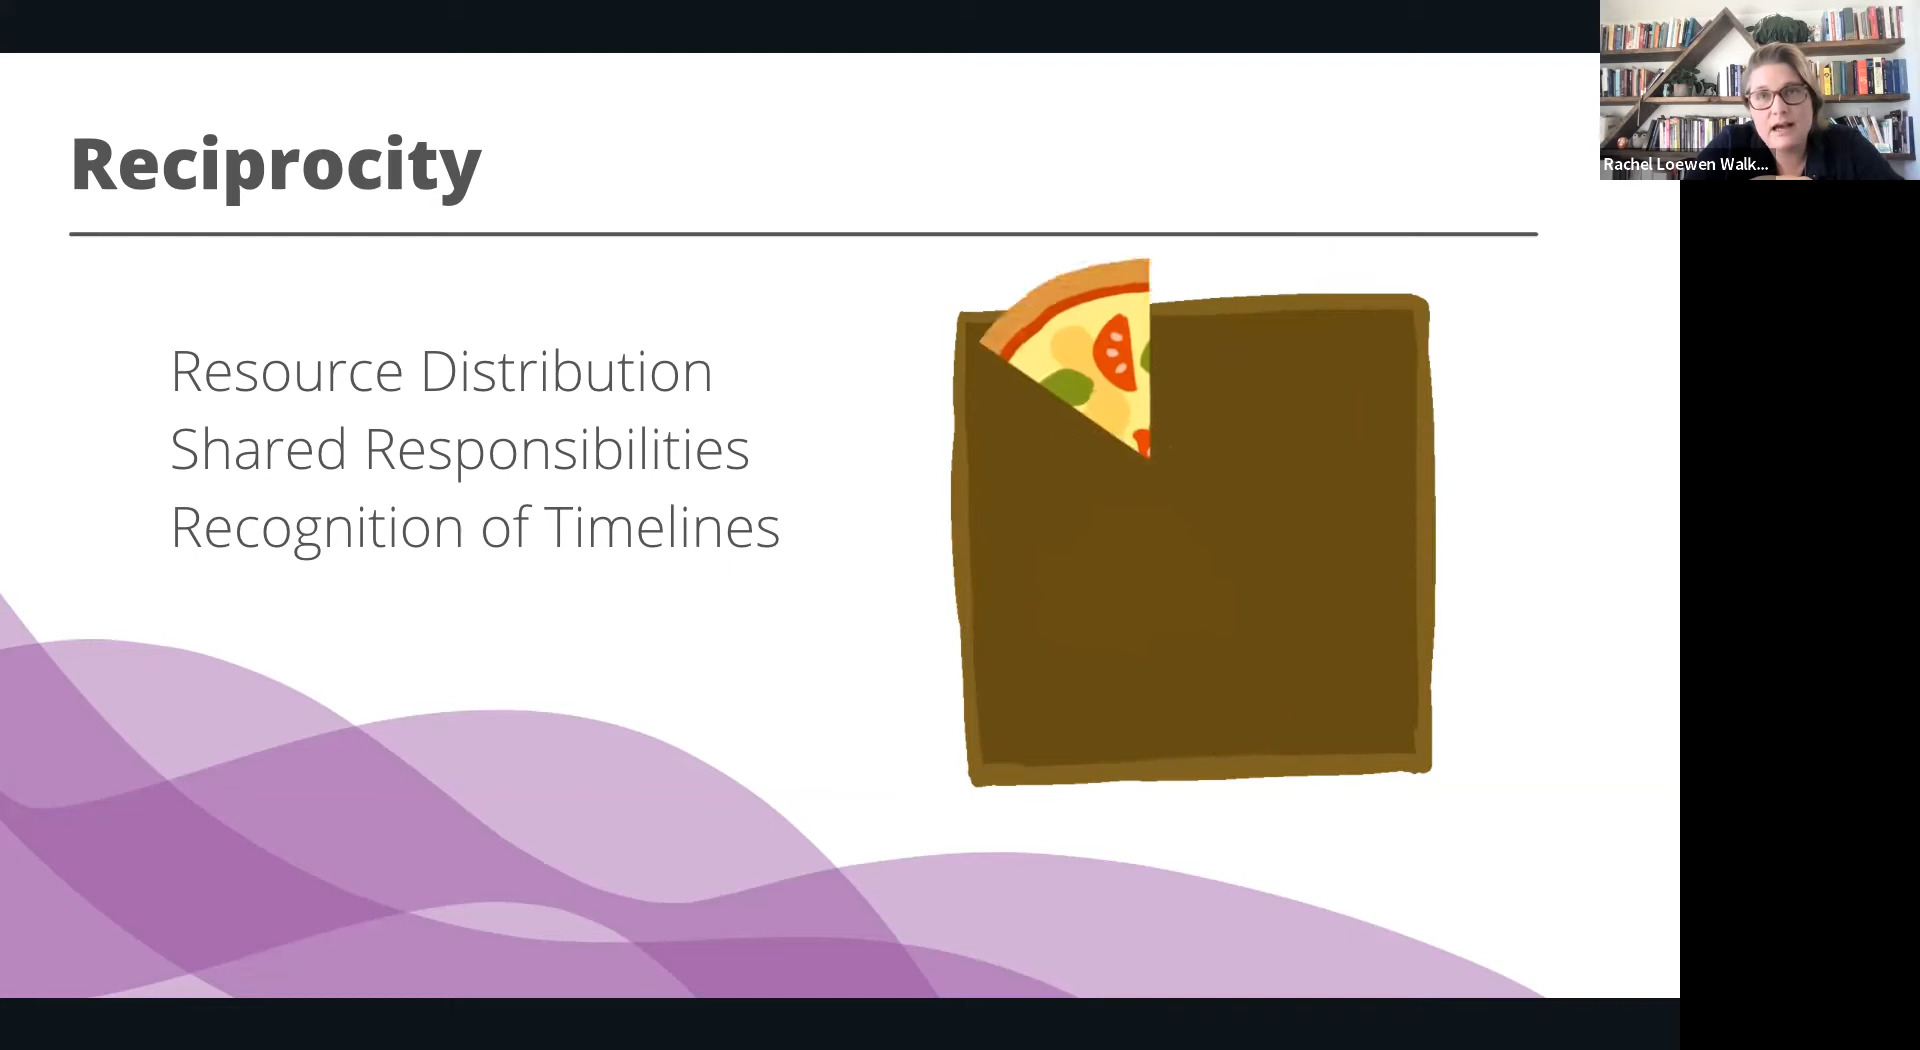 Reciprocity
Resource Distribution
Shared Responsibilities
Recognition of Timelines
Rachel Loewen Walk...